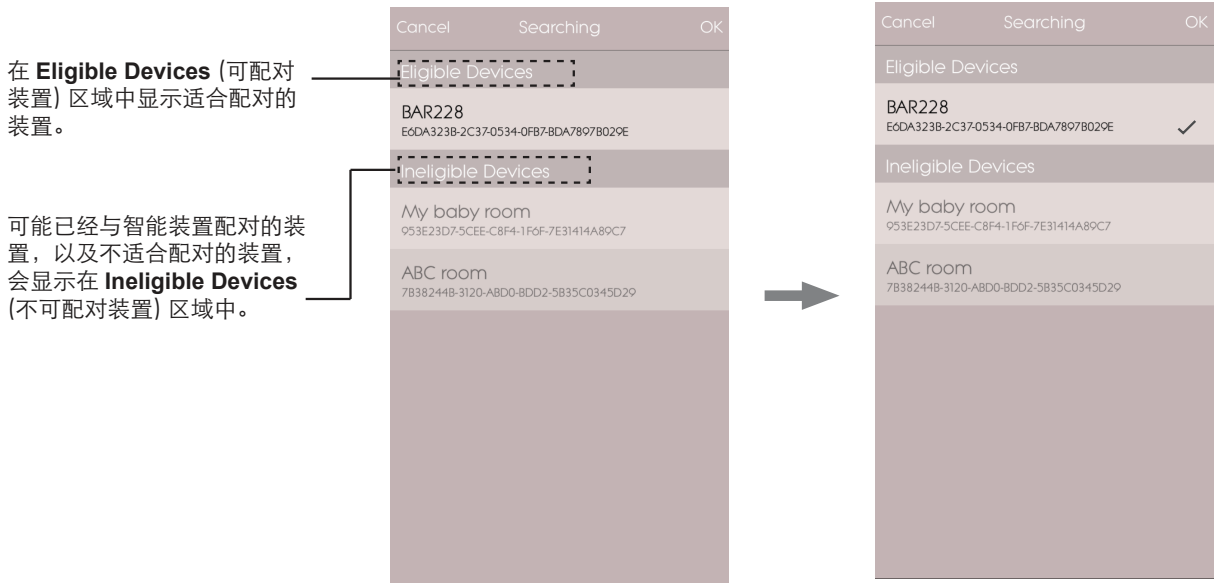 在 Eligible Devices (可配对
装置) 区域中显示适合配对的
装置。
可能已经与智能装置配对的装
置，以及不适合配对的装置，
会显示在 Ineligible Devices
(不可配对装置) 区域中。
Cancel Searching OK
Eligible Devices
BAR228
E6DA323B-2C37-0534-0FB7-BDA7897B029E
Ineligible Devices
My baby room
953E23D7-5CEE-C8F4-1F6F-7E31414A89C7
ABC room
7B38244B-3120-ABD0-BDD2-5B35C0345D29
Cancel Searching OK
Eligible Devices
BAR228
E6DA323B-2C37-0534-0FB7-BDA7897B029E
Ineligible Devices
My baby room
953E23D7-5CEE-C8F4-1F6F-7E31414A89C7
ABC room
7B38244B-3120-ABD0-BDD2-5B35C0345D29